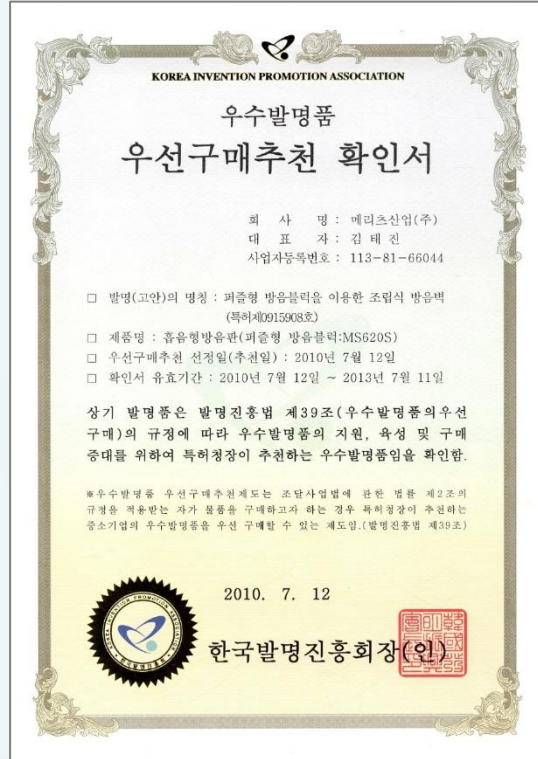 KOREA INVENTION PROMOTION ASSOCIATION
우수발명품
우선구매추천 확인서
회 사 명 : 메리츠산업(주)
대 표 자 : 김태진
사업자등록번호 : 113-81-66044
□ 발명(고안)의 명칭 : 퍼즐형 방음블럭을 이용한 조립식 방음벽
(특허제0915908호)
□ 제품명 : 흡음형방음판(퍼즐형 방음블럭:MS620S)
□ 우선구매추천 선정일(추천일) : 2010년 7월 12일
□ 확인서 유효기간 : 2010년 7월 12일 ~ 2013년 7월 11일
상기 발명품은 발명진흥법 제39조(우수발명품의우선
구매)의 규정에 따라 우수발명품의 지원, 육성 및 구매
증대를 위하여 특허청장이 추천하는 우수발명품임을 확인함.
※우수발명품 우선구매추천제도는 조달사업법에 관한 법률 제2조의
규정을 적용받는 자가 물품을 구매하고자 하는 경우 특허청장이 추천하는
중소기업의 우수발명품을 우선 구매할 수 있는 제도임.(발명진흥법 제39조)
2010. 7. 12
KOREA INVENTION PROMOTION ASSOCIATION
한국발명진흥회장(인)